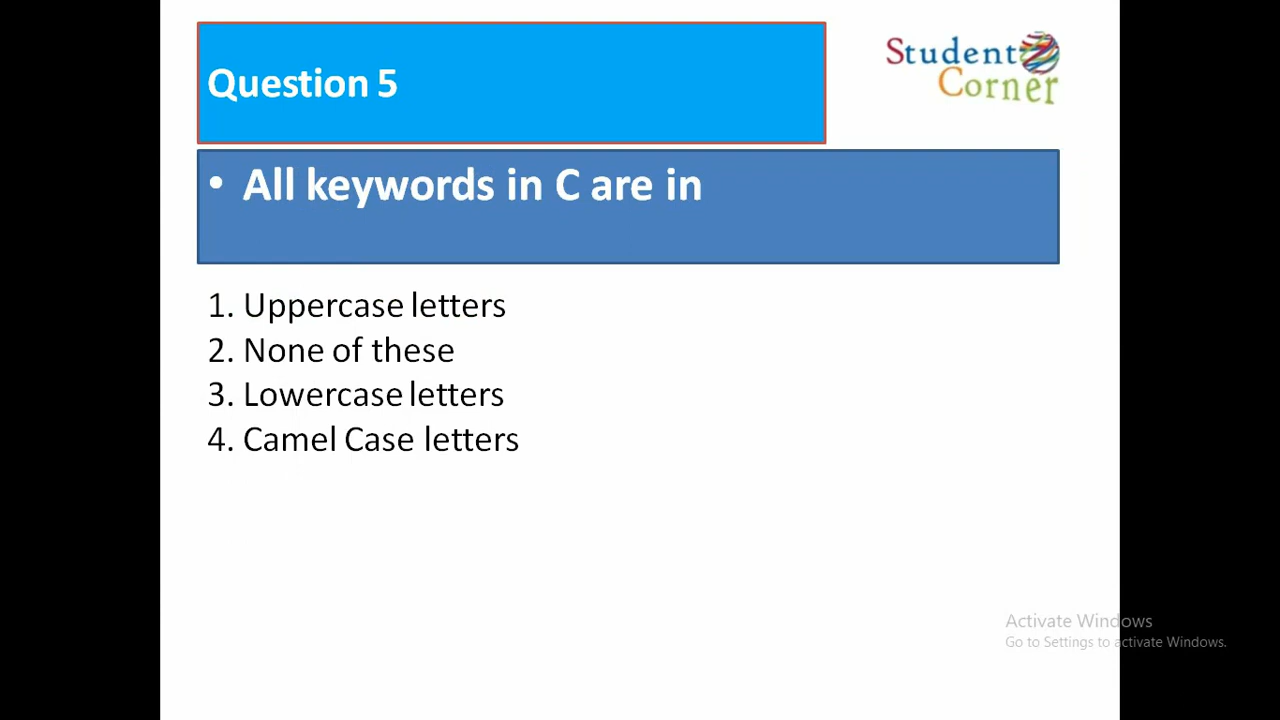 Question 5
Student
Corner
• All keywords in C are in
1. Uppercase letters
2. None of these
3. Lowercase letters
4. Camel Case letters
Activate Windows
Go to Settings to activate Windows.